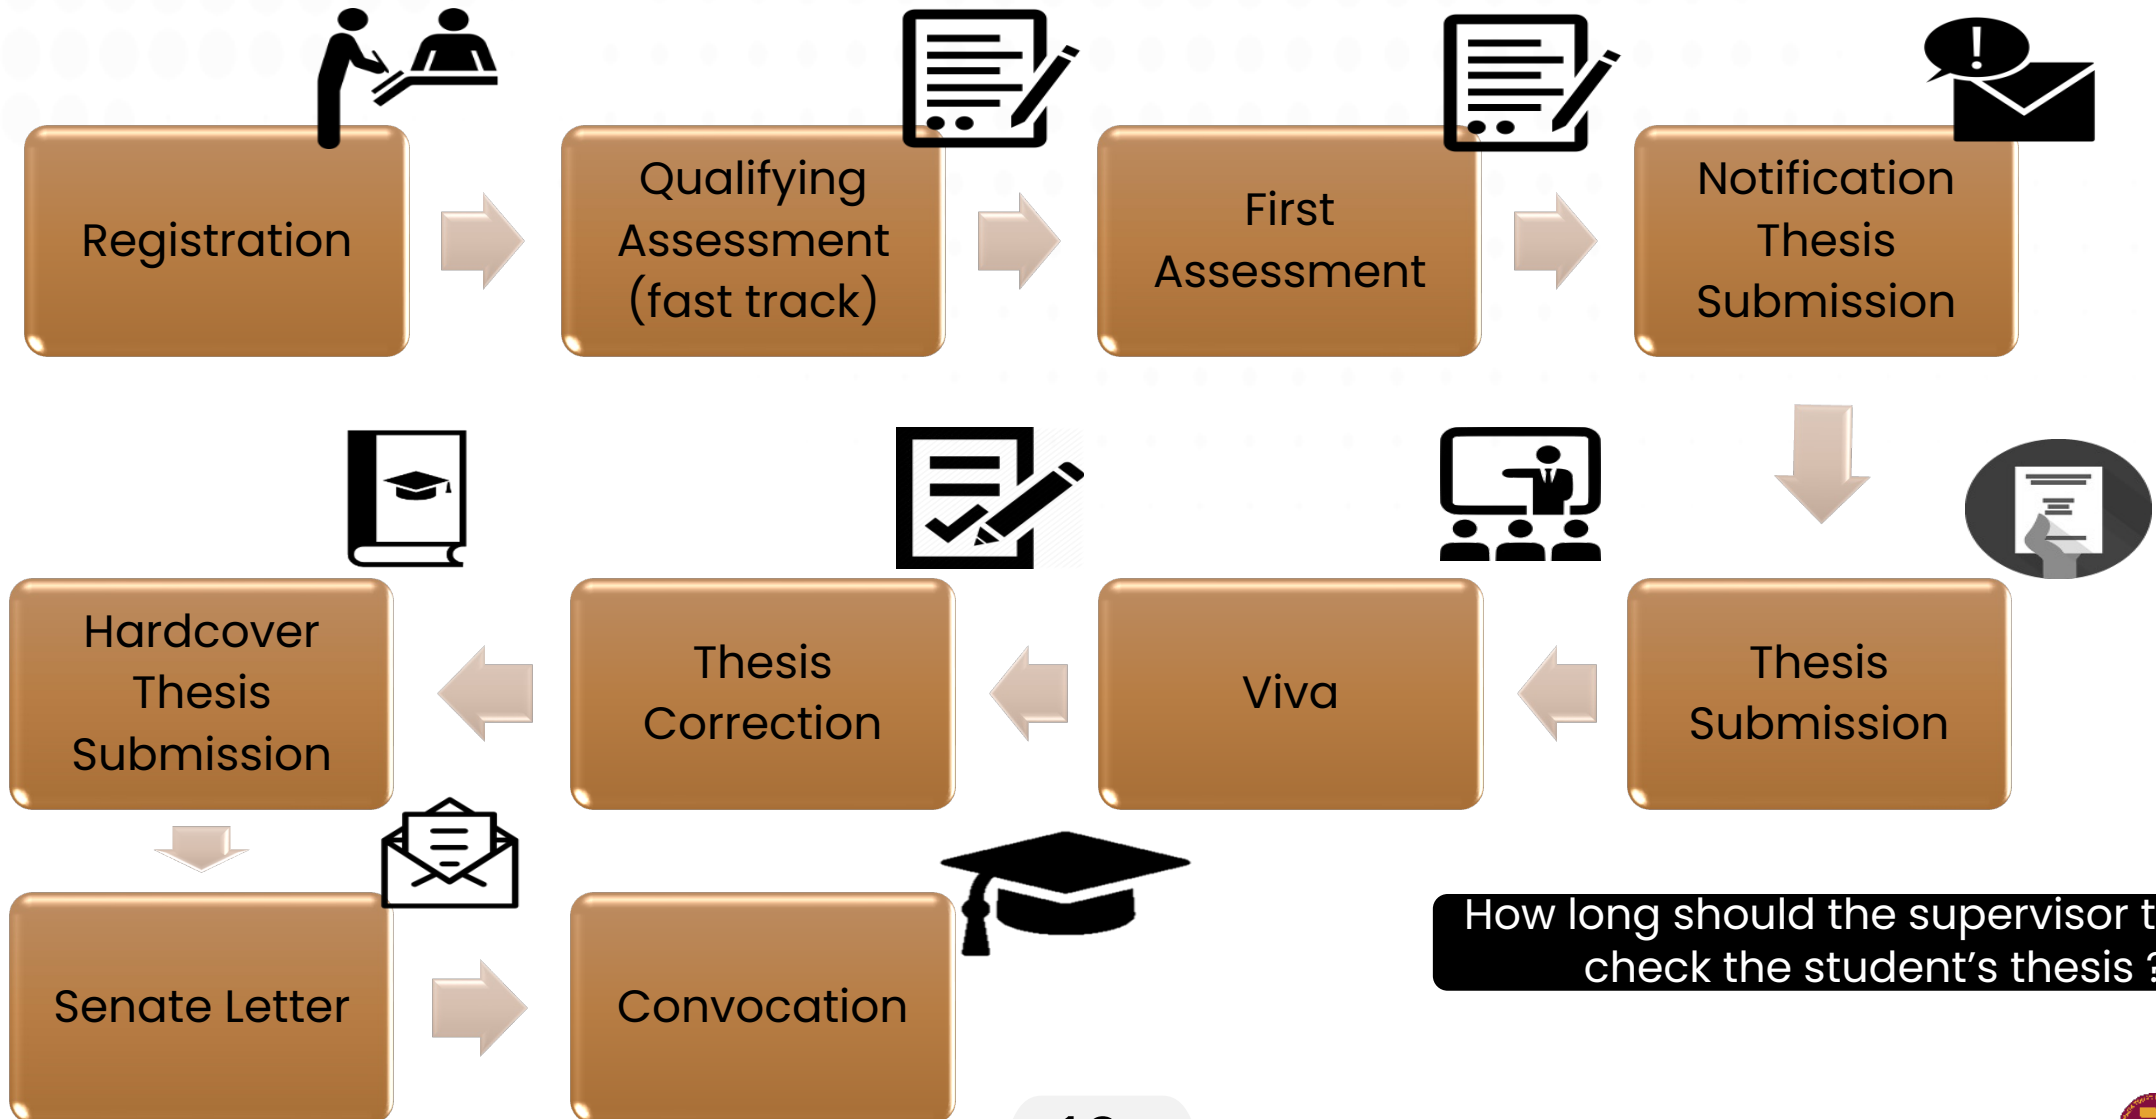 Registration
Qualifying
Assessment
(fast track)
First
Assessment
Notification
Thesis
Submission
Thesis
Submission
Viva
Thesis
Correction
Hardcover
Thesis
Submission
Senate Letter
Convocation
How long should the supervisor
check the student's thesis ?